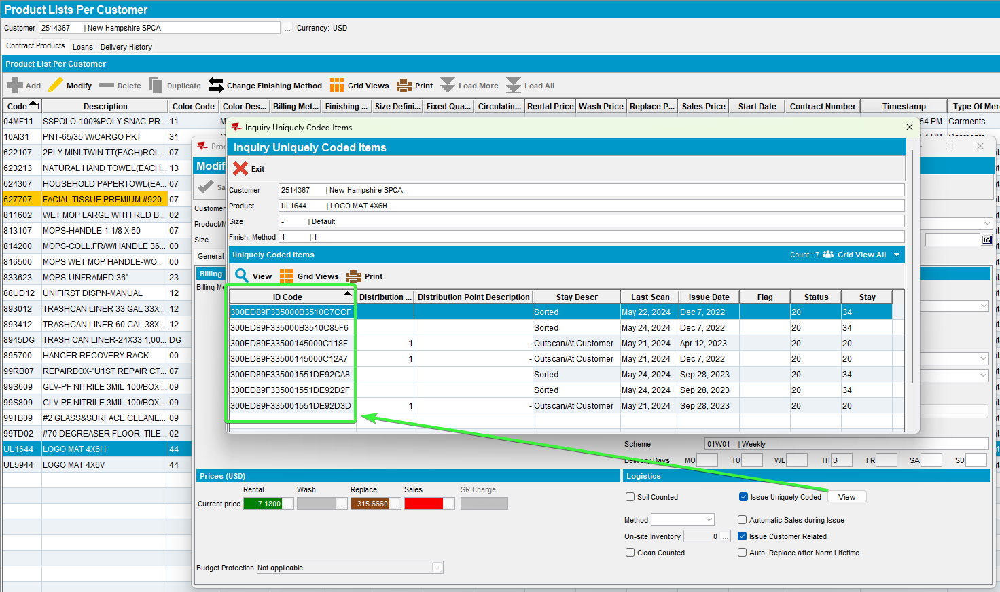 Product Lists Per Customer
Customer 2514367 | New Hampshire SPCA ... Currency: USD
Contract Products Loans Delivery History
Product List Per Customer
Add Modify Delete Duplicate Change Finishing Method Grid Views Print Load More Load All
Code 1 Description Color Code Color Des... Billing Met... Finishing ... Size Defini... Fixed Qua... Circulatin... Rental Price Wash Price Replace P... Sales Price Start Date Contract Number Timestamp Type Of Mer
04MF11 SSPOLO-100%POLY SNAG-PR... 11 54 PM Garments
10AI31 PNT-65/35 W/CARGO PKT 31
622107 2PLY MINI TWIN TT(EACH)ROL... 07
623213 NATURAL HAND TOWEL(EACH... 13
624307 HOUSEHOLD PAPERTOWL(EA... 07
627707 FACIAL TISSUE PREMIUM #920 07
811602 WET MOP LARGE WITH RED B... 02
813107 MOPS-HANDLE 1 1/8 X 60 07
814200 MOPS-COLL.FR/W/HANDLE 36... 00
816500 MOPS WET MOP HANDLE-WO... 00
833623 MOPS-UNFRAMED 36" 23
88UD12 UNIFIRST DISPN-MANUAL 12
893012 TRASHCAN LINER 33 GAL 33X... 12
893412 TRASHCAN LINER 60 GAL 38X... 12
8945DG TRASH CAN LINER-24X33 1,00... DG
895700 HANGER RECOVERY RACK 00
99RB07 REPAIRBOX-"U1ST REPAIR CT... 07
99S609 GLV-PF NITRILE 3MIL 100/BOX ... 09
99S809 GLV-PF NITRILE 3MIL 100/BOX ... 09
99TB09 #2 GLASS&SURFACE CLEANE... 09
99TD02 #70 DEGREASER FLOOR, TILE... 02
UL1644 LOGO MAT 4X6H 44
UL5944 LOGO MAT 4X6V 44
Inquiry Uniquely Coded Items
Inquiry Uniquely Coded Items
Exit
Customer 2514367 | New Hampshire SPCA
Product UL1644 | LOGO MAT 4X6H
Size - | Default
Finish. Method 1 | 1
Uniquely Coded Items Count : 7 Grid View All
View Grid Views Print
ID Code 1 Distribution ... Distribution Point Description Stay Descr Last Scan Issue Date Flag Status Stay
300ED89F335000B3510C7CCF Sorted May 22, 2024 Dec 7, 2022 20 34
300ED89F335000B3510C85F6 Sorted May 24, 2024 Dec 7, 2022 20 34
300ED89F33500145000C118F 1 - Outscan/At Customer May 21, 2024 Apr 12, 2023 20 20
300ED89F33500145000C12A7 1 - Outscan/At Customer May 21, 2024 Dec 7, 2022 20 20
300ED89F335001551DE92CA8 Sorted May 24, 2024 Sep 28, 2023 20 34
300ED89F335001551DE92D2F Sorted May 24, 2024 Sep 28, 2023 20 34
300ED89F335001551DE92D3D 1 - Outscan/At Customer May 21, 2024 Sep 28, 2023 20 20
Proc
Modif
Sa
Customer
Product/M
Size
16
General
Billing
Billing Me
Scheme 01W01 | Weekly
Delivery Days MO TU WE TH B FR SA SU
Prices (USD)
Rental Wash Replace Sales SR Charge
Current price 7.1800 ... ... 315.6660 ... ...
Budget Protection Not applicable ...
Logistics
Soil Counted Issue Uniquely Coded View
Method Automatic Sales during Issue
On-site Inventory 0 ... Issue Customer Related
Clean Counted Auto. Replace after Norm Lifetime